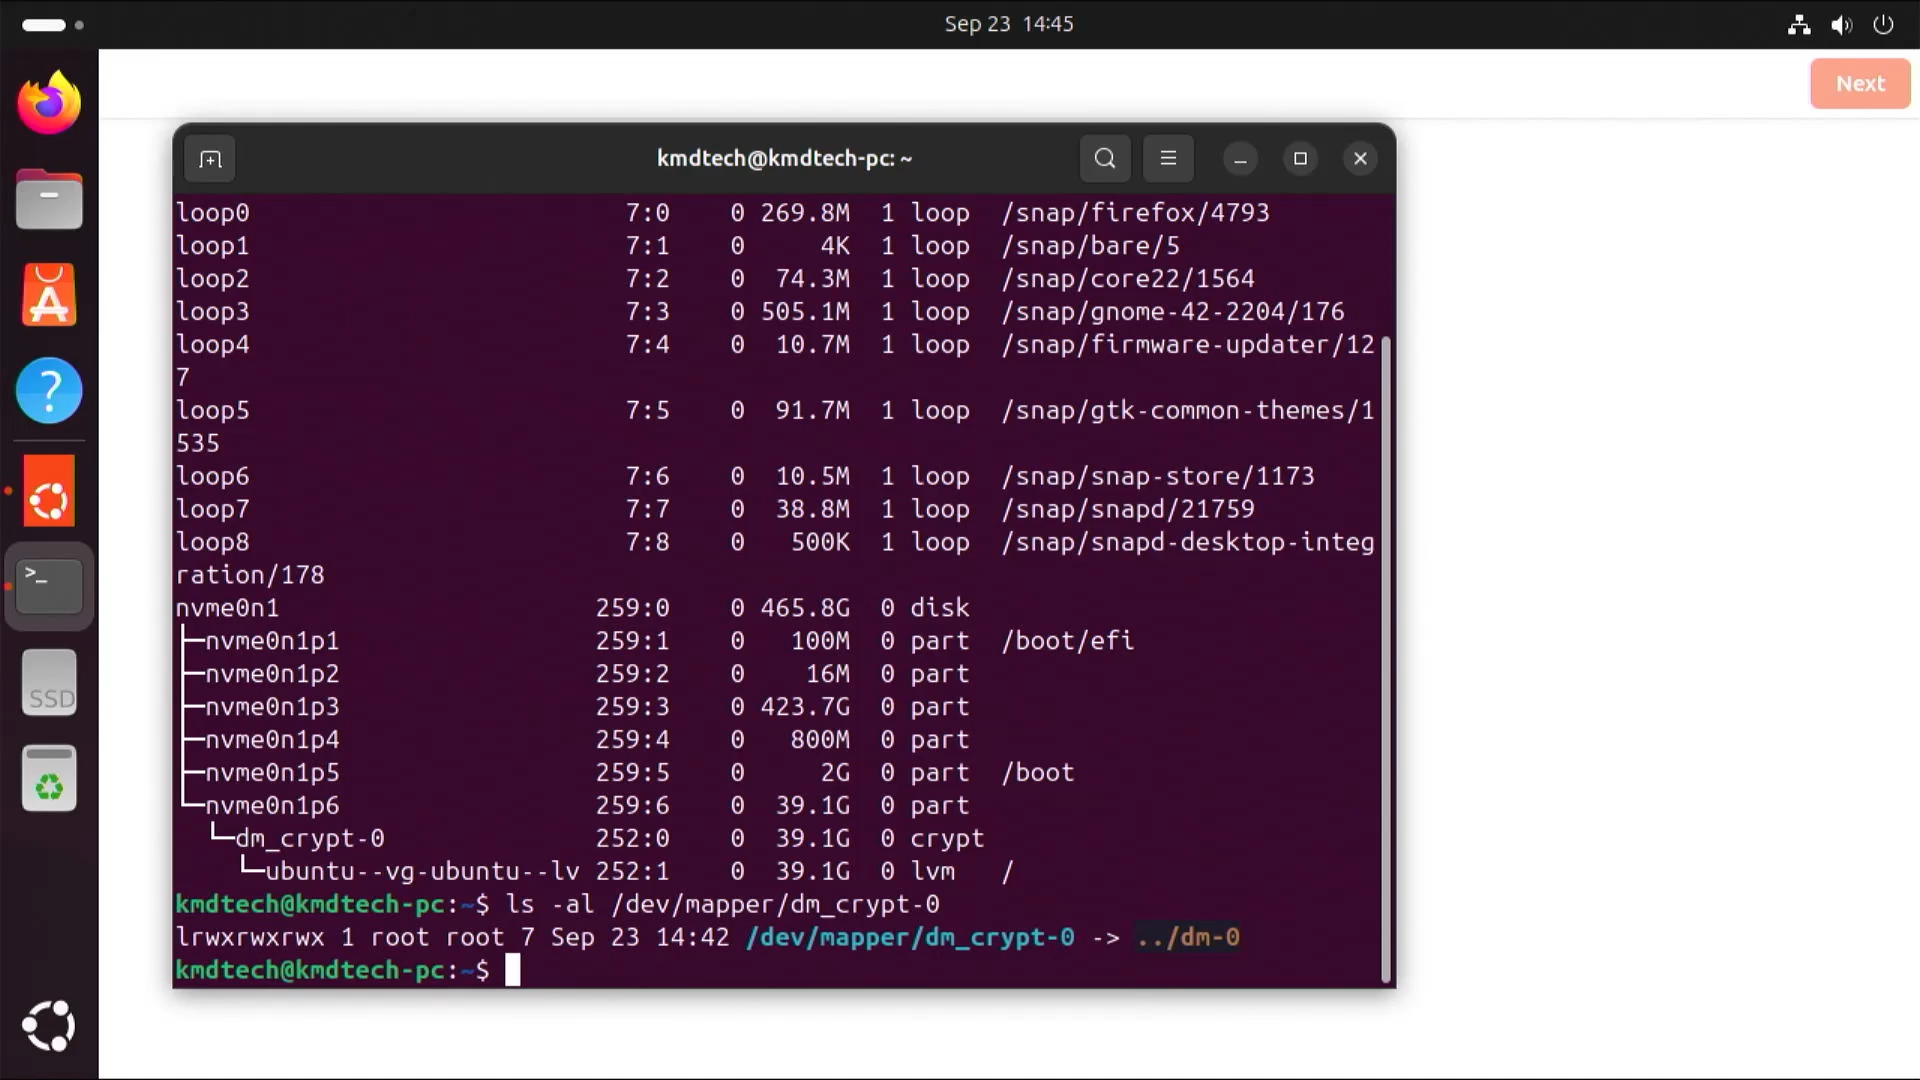 Sep 23 14:45
Next
kmdtech@kmdtech-pc: ~
loop0 7:0 0 269.8M 1 loop /snap/firefox/4793
loop1 7:1 0 4K 1 loop /snap/bare/5
loop2 7:2 0 74.3M 1 loop /snap/core22/1564
loop3 7:3 0 505.1M 1 loop /snap/gnome-42-2204/176
loop4 7:4 0 10.7M 1 loop /snap/firmware-updater/12
7
loop5 7:5 0 91.7M 1 loop /snap/gtk-common-themes/1
535
loop6 7:6 0 10.5M 1 loop /snap/snap-store/1173
loop7 7:7 0 38.8M 1 loop /snap/snapd/21759
loop8 7:8 0 500K 1 loop /snap/snapd-desktop-integ
ration/178
nvme0n1 259:0 0 465.8G 0 disk
├─nvme0n1p1 259:1 0 100M 0 part /boot/efi
├─nvme0n1p2 259:2 0 16M 0 part
├─nvme0n1p3 259:3 0 423.7G 0 part
├─nvme0n1p4 259:4 0 800M 0 part
├─nvme0n1p5 259:5 0 2G 0 part /boot
└─nvme0n1p6 259:6 0 39.1G 0 part
└─dm_crypt-0 252:0 0 39.1G 0 crypt
└─ubuntu--vg-ubuntu--lv 252:1 0 39.1G 0 lvm /
kmdtech@kmdtech-pc:~$ ls -al /dev/mapper/dm_crypt-0
lrwxrwxrwx 1 root root 7 Sep 23 14:42 /dev/mapper/dm_crypt-0 -> ../dm-0
kmdtech@kmdtech-pc:~$
SSD